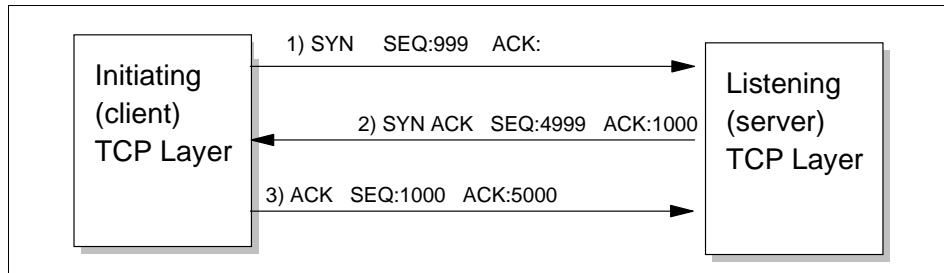 1) SYN SEQ:999 ACK:
Initiating
(client)
TCP Layer
Listening
(server)
TCP Layer
2) SYN ACK SEQ:4999 ACK:1000
3) ACK SEQ:1000 ACK:5000